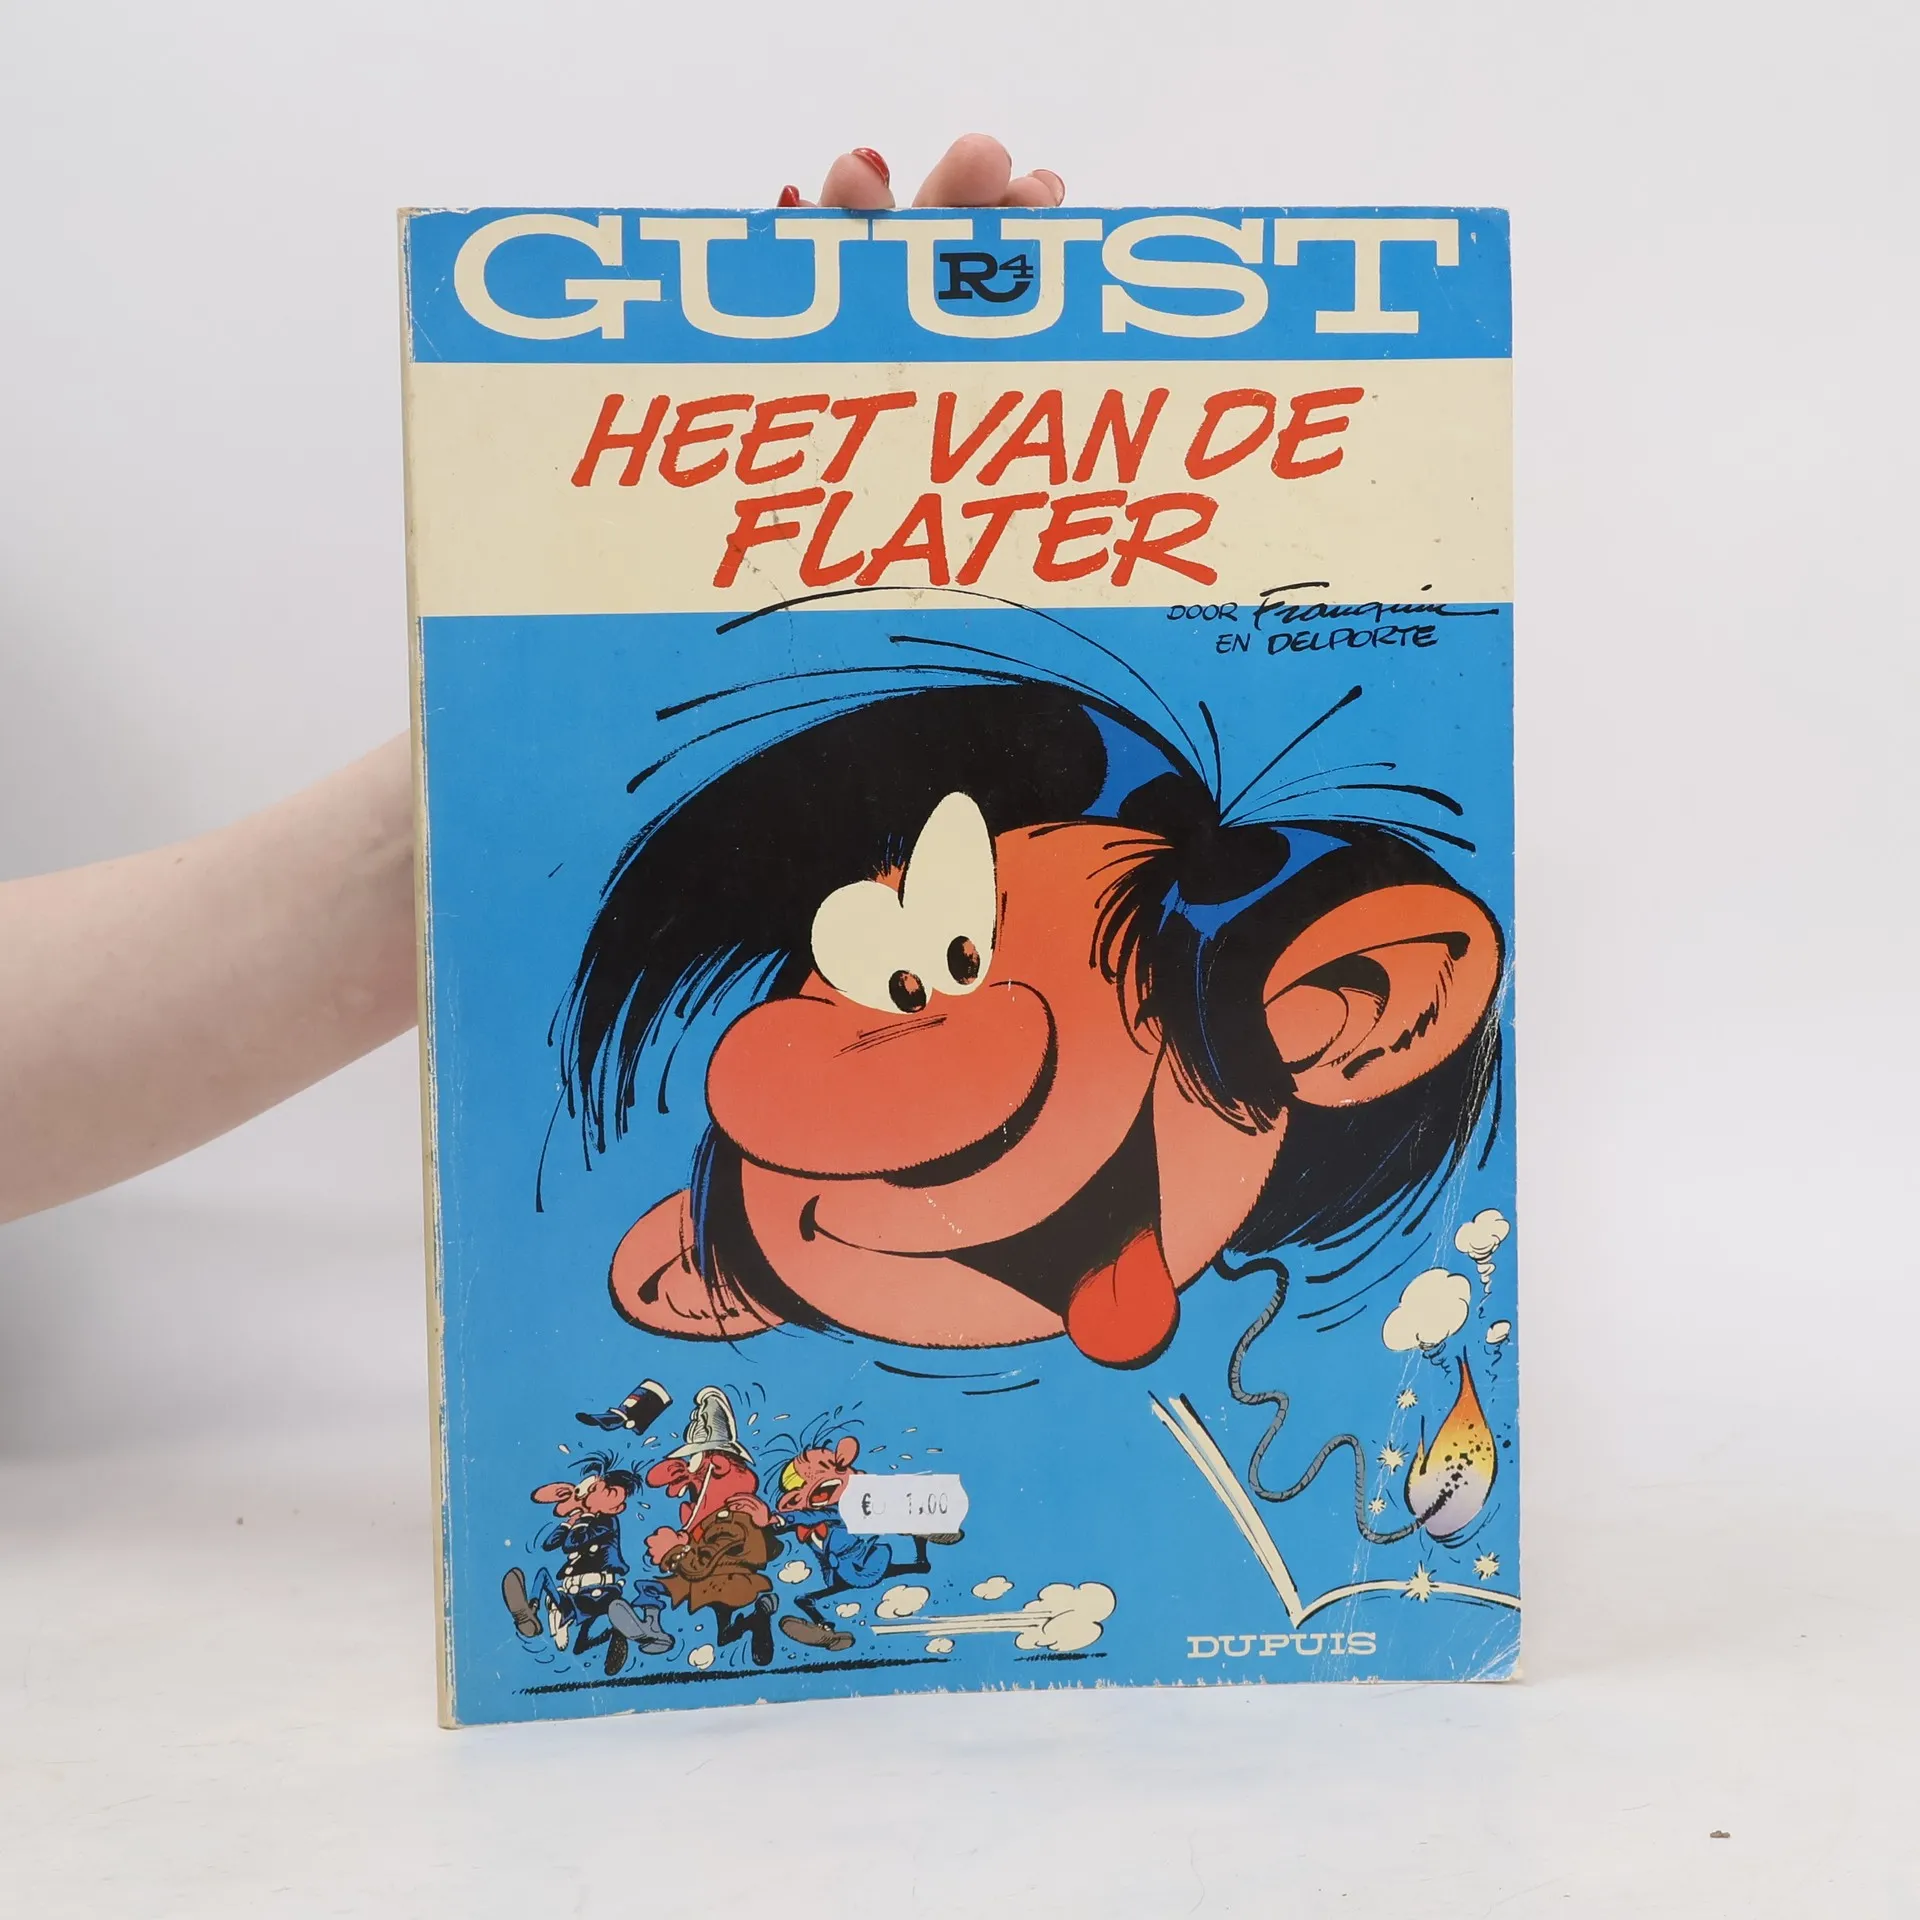 GUUST
R4
HEET VAN DE
FLATER
DOOR Franquin
EN DELPORTE
€ 1.00
DUPUIS